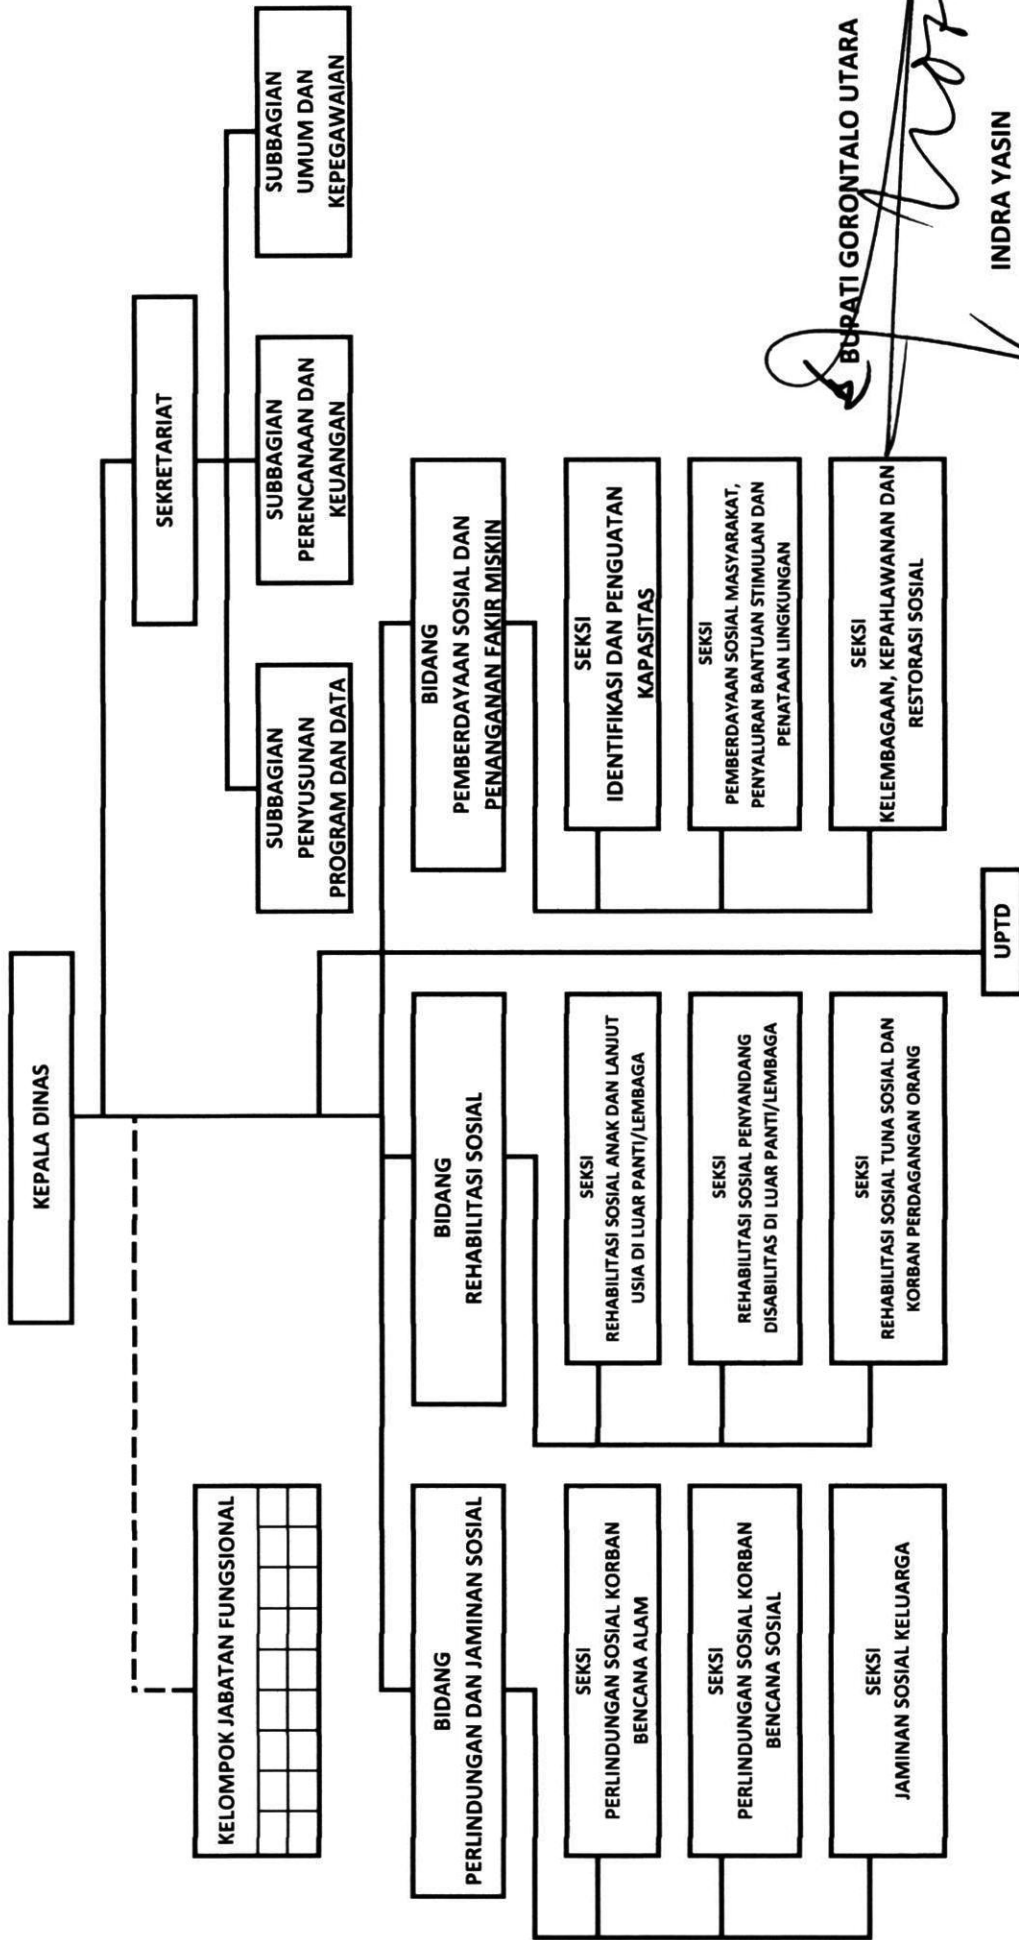 KEPALA DINAS
KELOMPOK JABATAN FUNGSIONAL
SEKRETARIAT
SUBBAGIAN
PENYUSUNAN
PROGRAM DAN DATA
SUBBAGIAN
PERENCANAAN DAN
KEUANGAN
SUBBAGIAN
UMUM DAN
KEPEGAWAIAN
BIDANG
PERLINDUNGAN DAN JAMINAN SOSIAL
SEKSI
PERLINDUNGAN SOSIAL KORBAN
BENCANA ALAM
SEKSI
PERLINDUNGAN SOSIAL KORBAN
BENCANA SOSIAL
SEKSI
JAMINAN SOSIAL KELUARGA
BIDANG
REHABILITASI SOSIAL
SEKSI
REHABILITASI SOSIAL ANAK DAN LANJUT
USIA DI LUAR PANTI/LEMBAGA
SEKSI
REHABILITASI SOSIAL PENYANDANG
DISABILITAS DI LUAR PANTI/LEMBAGA
SEKSI
REHABILITASI SOSIAL TUNA SOSIAL DAN
KORBAN PERDAGANGAN ORANG
BIDANG
PEMBERDAYAAN SOSIAL DAN
PENANGANAN FAKIR MISKIN
SEKSI
IDENTIFIKASI DAN PENGUATAN
KAPASITAS
SEKSI
PEMBERDAYAAN SOSIAL MASYARAKAT,
PENYALURAN BANTUAN STIMULAN DAN
PENATAAN LINGKUNGAN
SEKSI
KELEMBAGAAN, KEPAHLAWANAN DAN
RESTORASI SOSIAL
UPTD
BUPATI GORONTALO UTARA
INDRA YASIN